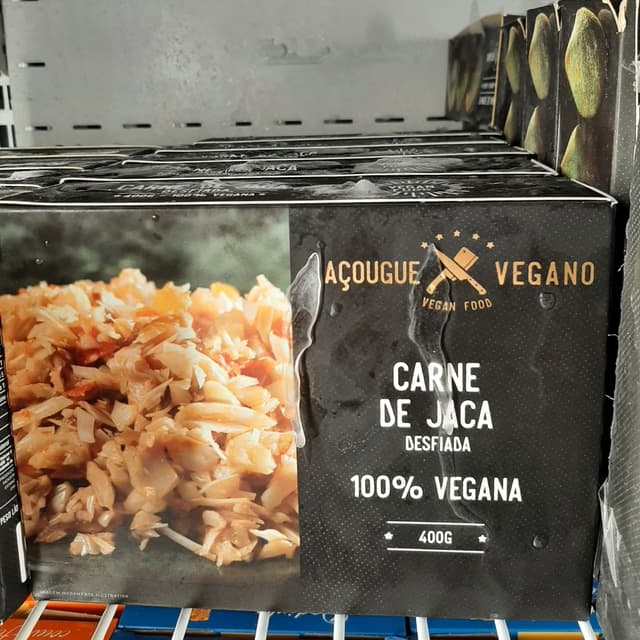 AÇOUGUE VEGANO
VEGAN FOOD
CARNE
DE JACA
DESFIADA
100% VEGANA
400G